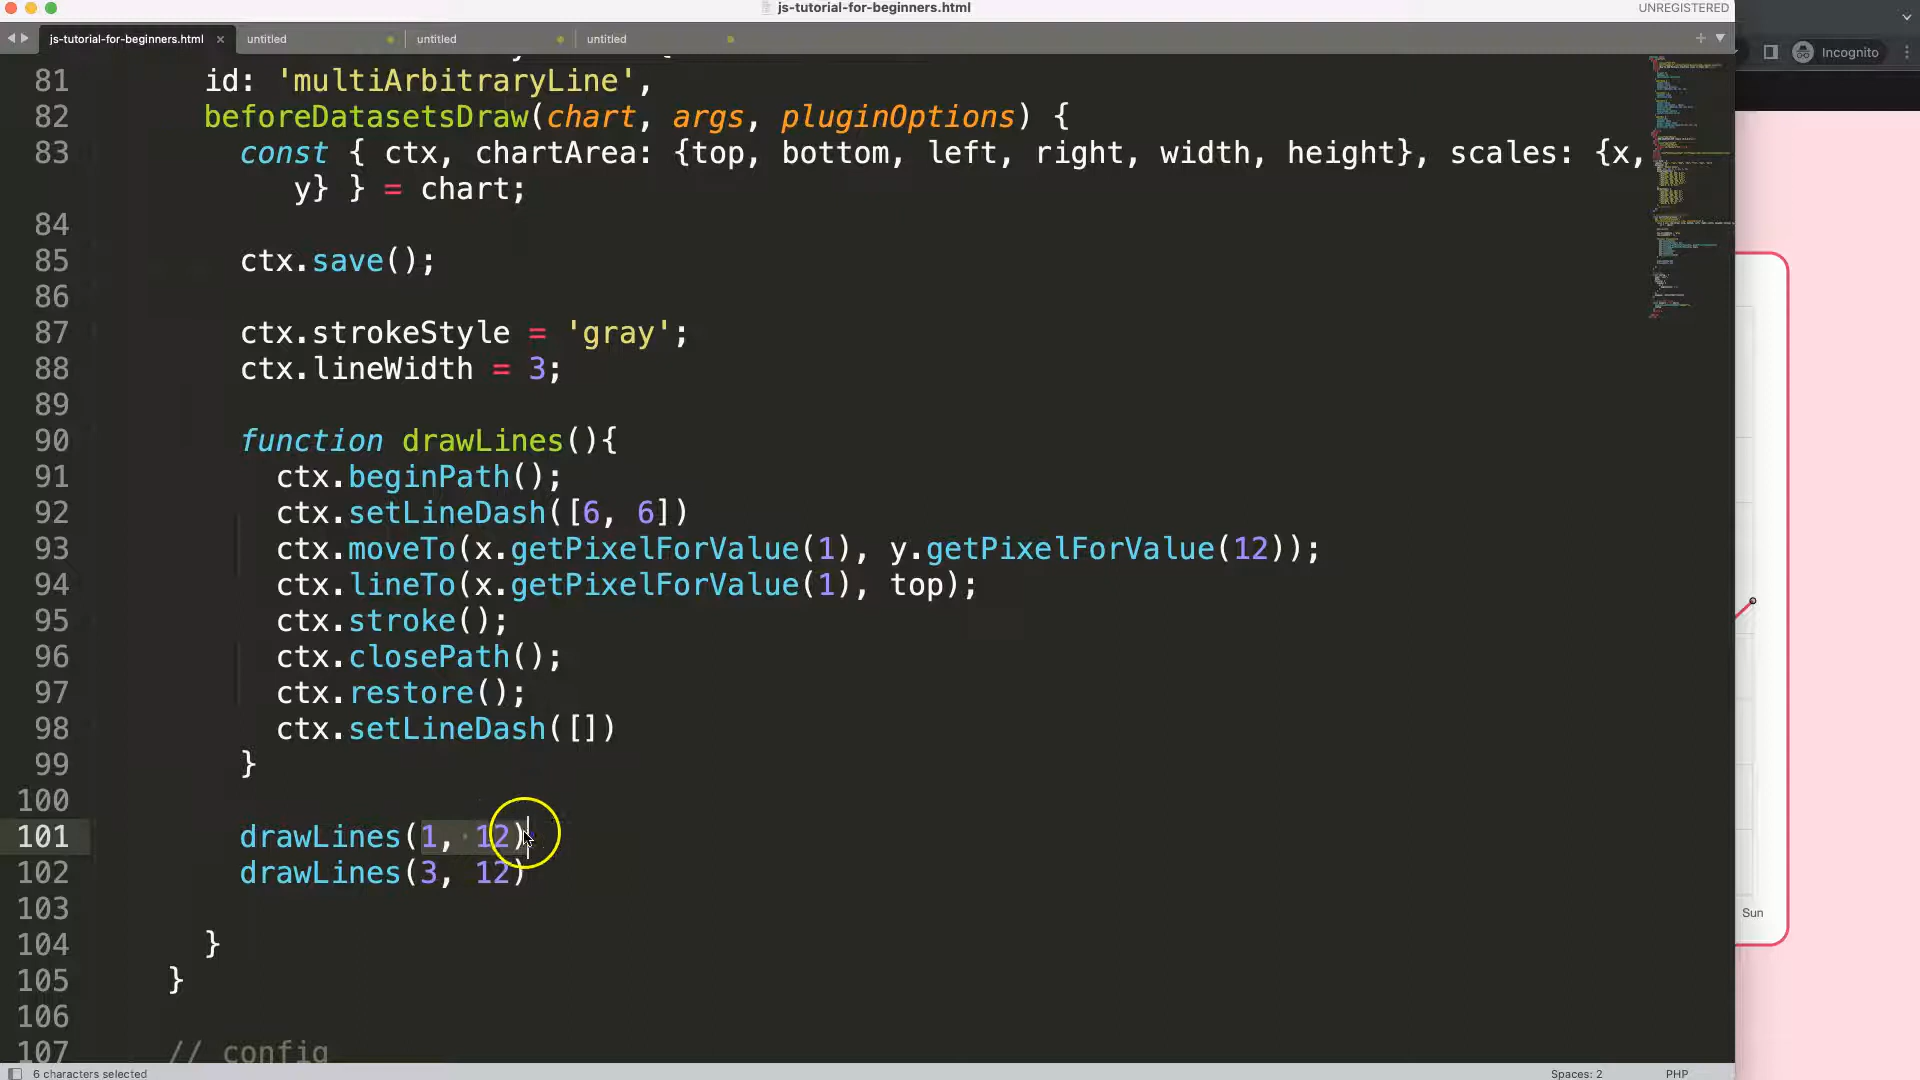 js-tutorial-for-beginners.html
UNREGISTERED
js-tutorial-for-beginners.html × untitled untitled untitled
Incognito
81 id: 'multiArbitraryLine',
82 beforeDatasetsDraw(chart, args, pluginOptions) {
83 const { ctx, chartArea: {top, bottom, left, right, width, height}, scales: {x,
y} } = chart;
84
85 ctx.save();
86
87 ctx.strokeStyle = 'gray';
88 ctx.lineWidth = 3;
89
90 function drawLines(){
91 ctx.beginPath();
92 ctx.setLineDash([6, 6])
93 ctx.moveTo(x.getPixelForValue(1), y.getPixelForValue(12));
94 ctx.lineTo(x.getPixelForValue(1), top);
95 ctx.stroke();
96 ctx.closePath();
97 ctx.restore();
98 ctx.setLineDash([])
99 }
100
101 drawLines(1, 12)
102 drawLines(3, 12)
103
104 }
105 }
106
107 // config
Sun
6 characters selected
Spaces: 2
PHP